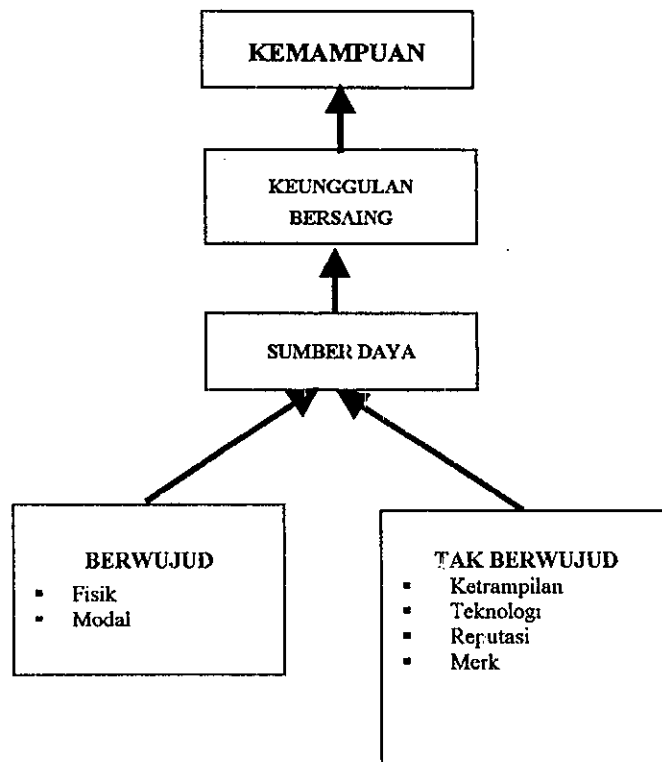 KEMAMPUAN
KEUNGGULAN
BERSAING
SUMBER DAYA
BERWUJUD
▪ Fisik
▪ Modal
TAK BERWUJUD
▪ Ketrampilan
▪ Teknologi
▪ Reputasi
▪ Merk